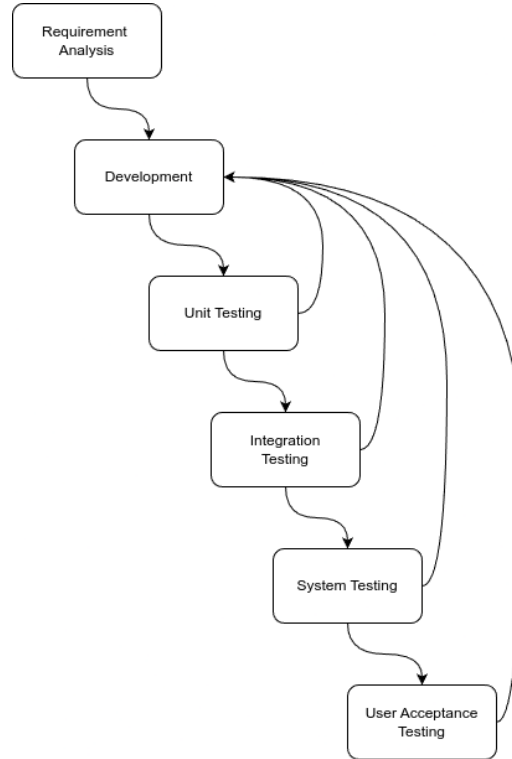 Requirement
Analysis
Development
Unit Testing
Integration
Testing
System Testing
User Acceptance
Testing